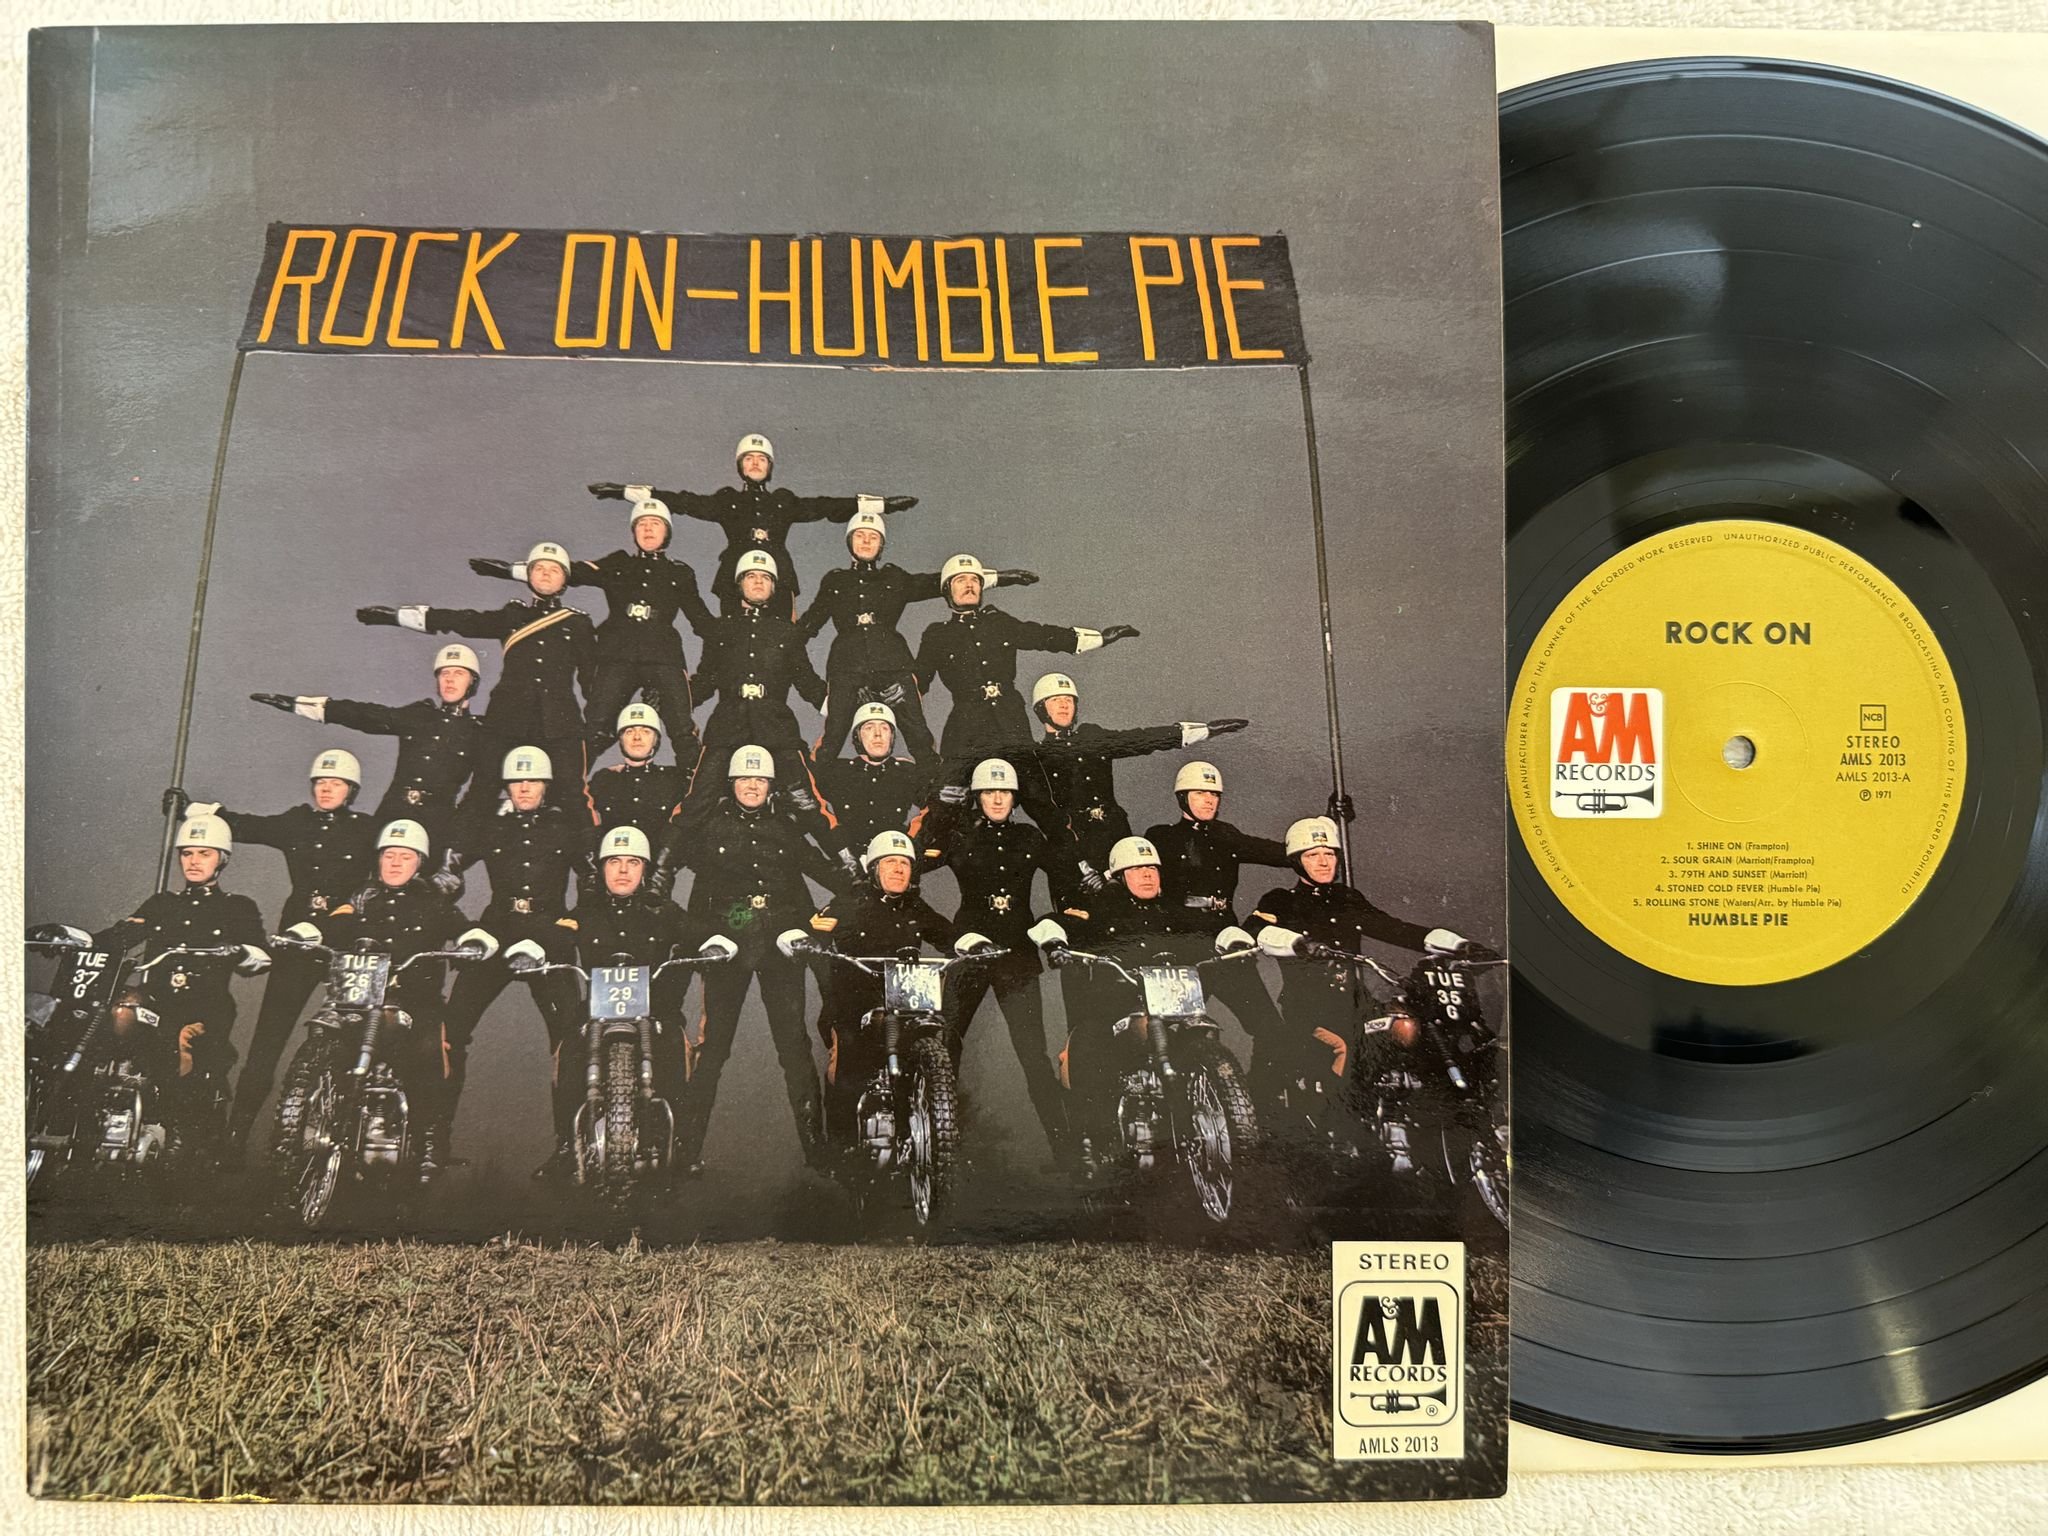 ROCK ON-HUMBLE PIE
TUE
37
G
TUE
26
G
TUE
29
G
TUE
G
TUE
TUE
35
G
STEREO
A&M
RECORDS
®
AMLS 2013
ALL RIGHTS OF THE MANUFACTURER AND OF THE OWNER OF THE RECORDED WORK RESERVED UNAUTHORIZED PUBLIC PERFORMANCE BROADCASTING AND COPYING OF THIS RECORD PROHIBITED
ROCK ON
A&M
RECORDS
NCB
STEREO
AMLS 2013
AMLS 2013-A
℗ 1971
1. SHINE ON (Frampton)
2. SOUR GRAIN (Marriott/Frampton)
3. 79TH AND SUNSET (Marriott)
4. STONED COLD FEVER (Humble Pie)
5. ROLLING STONE (Waters/Arr. by Humble Pie)
HUMBLE PIE